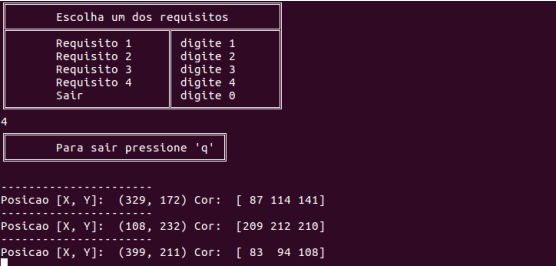 Escolha um dos requisitos
Requisito 1 digite 1
Requisito 2 digite 2
Requisito 3 digite 3
Requisito 4 digite 4
Sair digite 0
4
Para sair pressione 'q'
-----------------------
Posicao [X, Y]:  (329, 172) Cor:  [ 87 114 141]
-----------------------
Posicao [X, Y]:  (108, 232) Cor:  [209 212 210]
-----------------------
Posicao [X, Y]:  (399, 211) Cor:  [ 83  94 108]